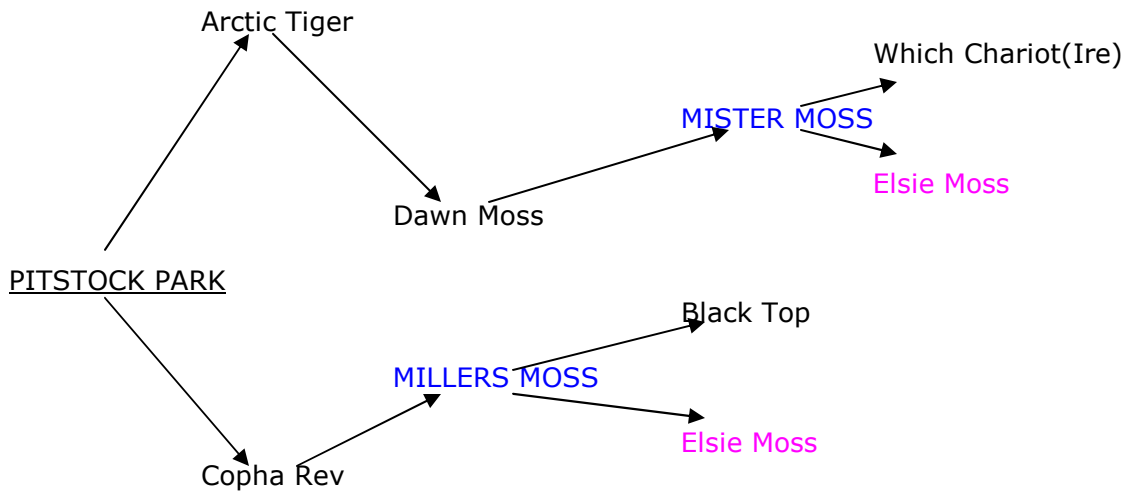 Arctic Tiger
Which Chariot(Ire)
MISTER MOSS
Elsie Moss
Dawn Moss
PITSTOCK PARK
Black Top
MILLERS MOSS
Elsie Moss
Copha Rev